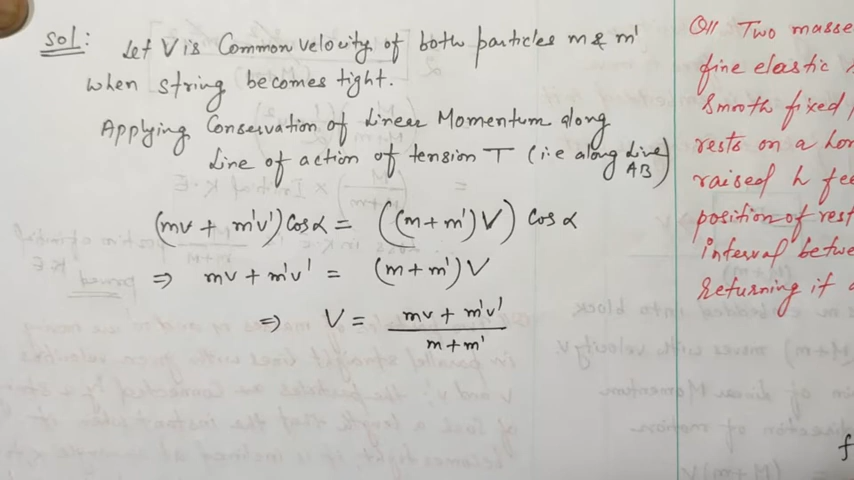 Sol: Let V is Common velocity of both particles m & m'
when string becomes tight.
Applying Conservation of Linear Momentum along
Line of action of tension T (i.e along Line AB)
(mv + m'v') Cosα = ((m+m')V) Cosα
⇒ mv + m'v' = (m+m')V
⇒ V = mv + m'v' / m+m'
Q11 Two masse
fine elastic
smooth fixed
rests on a hor
raised h fee
position of rest
interval betwe
returning if
f